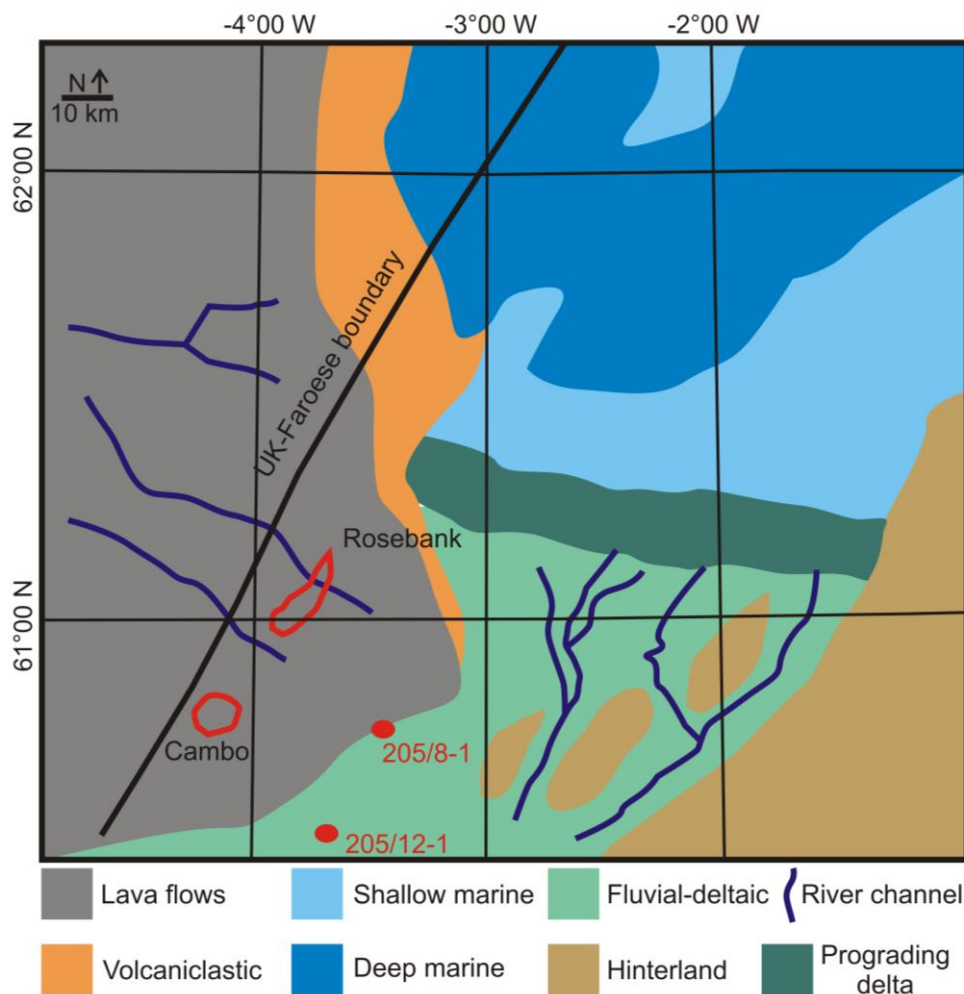 -4°00 W
-3°00 W
-2°00 W
N
10 km
62°00 N
UK-Faroese boundary
Rosebank
61°00 N
Cambo
205/8-1
205/12-1
Lava flows
Shallow marine
Fluvial-deltaic
River channel
Volcaniclastic
Deep marine
Hinterland
Prograding
delta